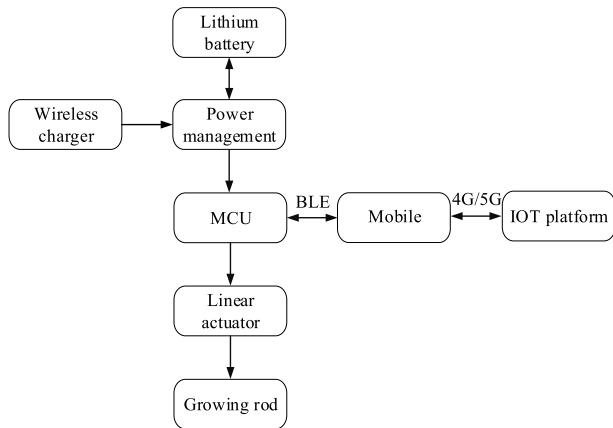 Lithium
battery
Wireless
charger
Power
management
MCU
BLE
Mobile
4G/5G
IOT platform
Linear
actuator
Growing rod